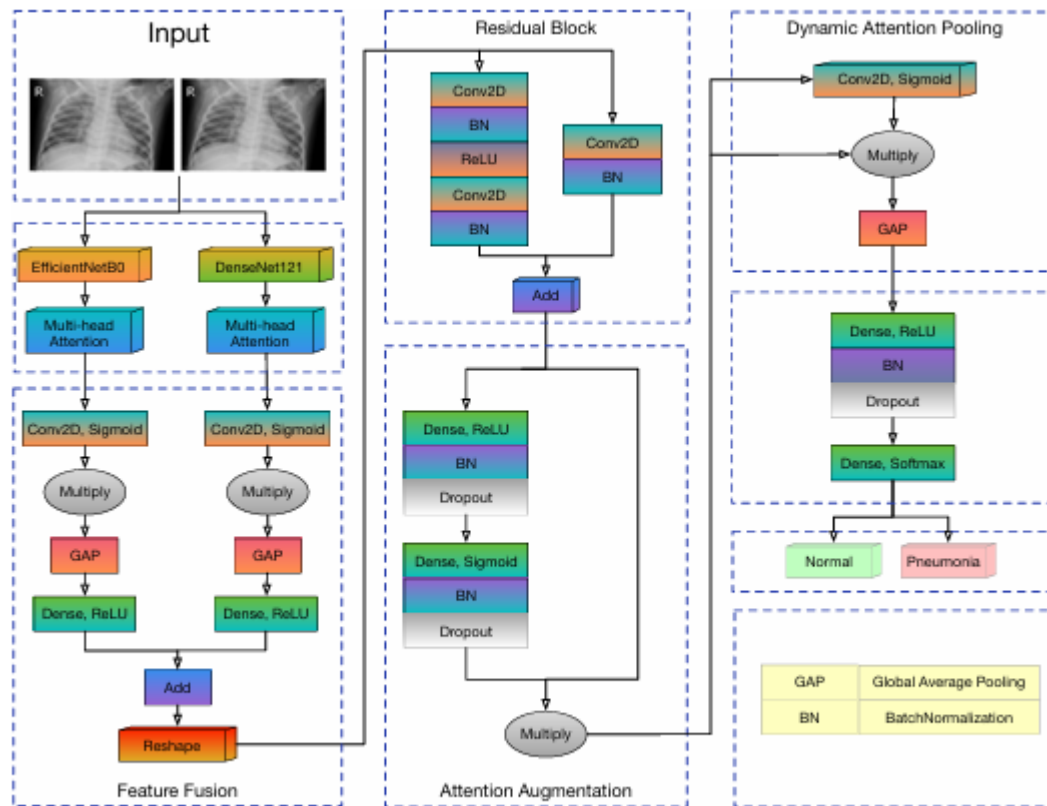 Input
R
R
EfficientNetB0
DenseNet121
Multi-head
Attention
Multi-head
Attention
Conv2D, Sigmoid
Conv2D, Sigmoid
Multiply
Multiply
GAP
GAP
Dense, ReLU
Dense, ReLU
Add
Reshape
Feature Fusion
Residual Block
Conv2D
BN
ReLU
Conv2D
BN
Conv2D
BN
Add
Dense, ReLU
BN
Dropout
Dense, Sigmoid
BN
Dropout
Multiply
Attention Augmentation
Dynamic Attention Pooling
Conv2D, Sigmoid
Multiply
GAP
Dense, ReLU
BN
Dropout
Dense, Softmax
Normal
Pneumonia
GAP Global Average Pooling
BN BatchNormalization